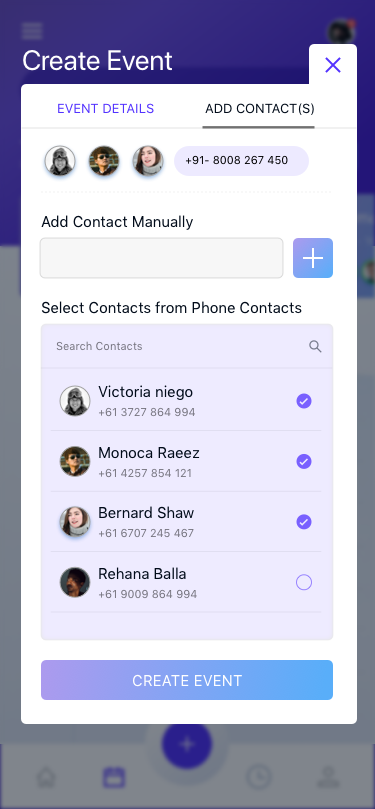 Create Event
EVENT DETAILS
ADD CONTACT(S)
+91- 8008 267 450
Add Contact Manually
Select Contacts from Phone Contacts
Search Contacts
Victoria niego
+61 3727 864 994
Monoca Raeez
+61 4257 854 121
Bernard Shaw
+61 6707 245 467
Rehana Balla
+61 9009 864 994
CREATE EVENT